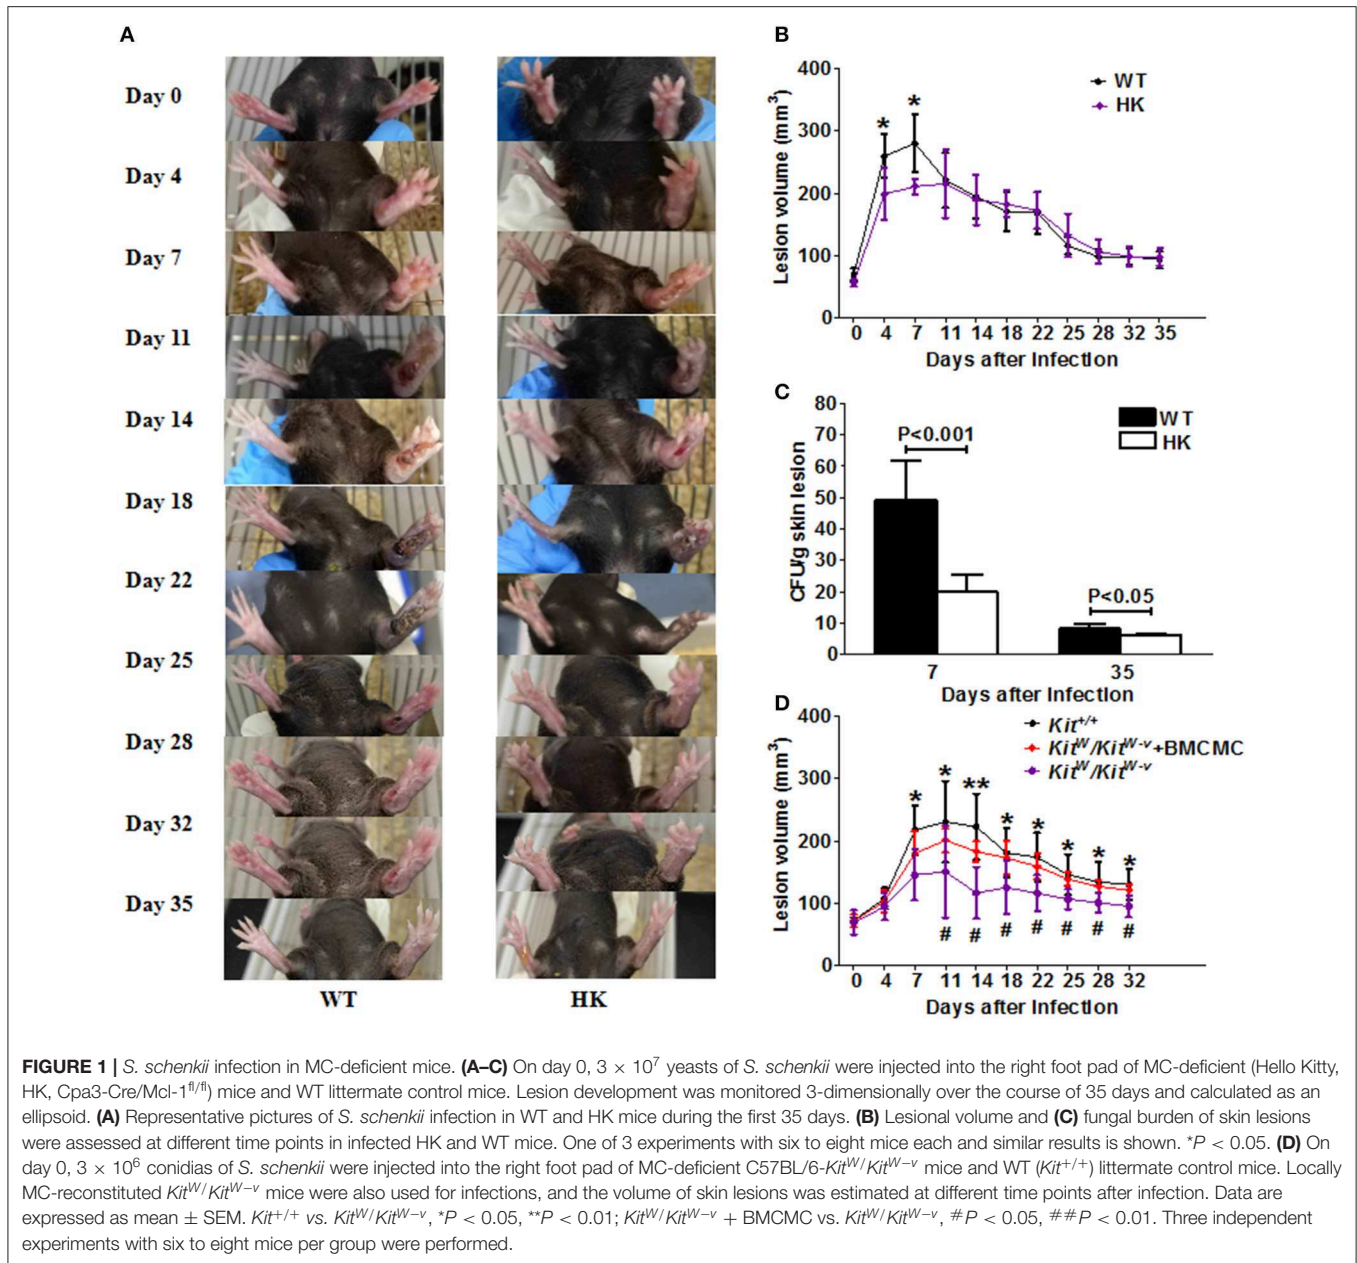 A
Day 0
Day 4
Day 7
Day 11
Day 14
Day 18
Day 22
Day 25
Day 28
Day 32
Day 35
WT
HK
B
Lesion volume (mm³)
400
300
200
100
0
* *
WT
HK
0 4 7 11 14 18 22 25 28 32 35
Days after Infection
C
CFU/g skin lesion
80
70
60
50
40
30
20
10
0
P<0.001
P<0.05
WT
HK
7 35
Days after Infection
D
Lesion volume (mm³)
400
300
200
100
0
Kit+/+
KitW/KitW-v+BMCMC
KitW/KitW-v
* * ** * * * * *
# # # # # # #
0 4 7 11 14 18 22 25 28 32
Days after Infection
FIGURE 1 | S. schenkii infection in MC-deficient mice. (A–C) On day 0, 3 × 10⁷ yeasts of S. schenkii were injected into the right foot pad of MC-deficient (Hello Kitty,
HK, Cpa3-Cre/Mcl-1fl/fl) mice and WT littermate control mice. Lesion development was monitored 3-dimensionally over the course of 35 days and calculated as an
ellipsoid. (A) Representative pictures of S. schenkii infection in WT and HK mice during the first 35 days. (B) Lesional volume and (C) fungal burden of skin lesions
were assessed at different time points in infected HK and WT mice. One of 3 experiments with six to eight mice each and similar results is shown. *P < 0.05. (D) On
day 0, 3 × 10⁶ conidias of S. schenkii were injected into the right foot pad of MC-deficient C57BL/6-KitW/KitW−v mice and WT (Kit+/+) littermate control mice. Locally
MC-reconstituted KitW/KitW−v mice were also used for infections, and the volume of skin lesions was estimated at different time points after infection. Data are
expressed as mean ± SEM. Kit+/+ vs. KitW/KitW−v, *P < 0.05, **P < 0.01; KitW/KitW−v + BMCMC vs. KitW/KitW−v, #P < 0.05, ##P < 0.01. Three independent
experiments with six to eight mice per group were performed.